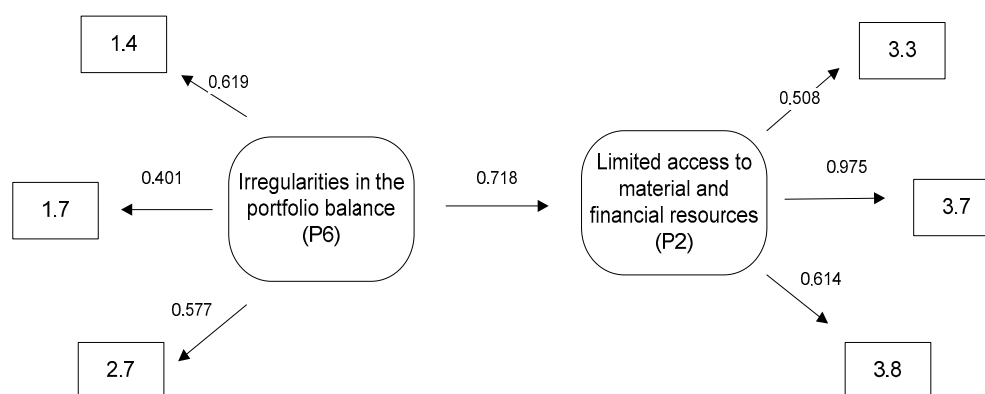 1.4
0.619
3.3
0.508
Irregularities in the
portfolio balance
(P6)
0.401
1.7
0.718
Limited access to
material and
financial resources
(P2)
0.975
3.7
0.577
2.7
0.614
3.8